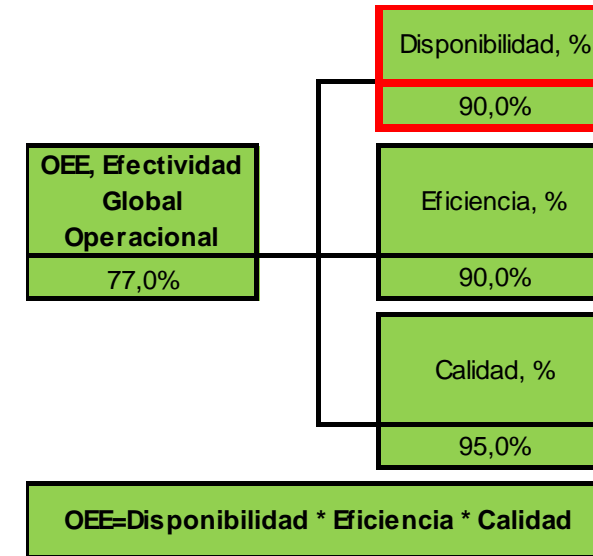 Disponibilidad, %
90,0%
OEE, Efectividad
Global
Operacional
77,0%
Eficiencia, %
90,0%
Calidad, %
95,0%
OEE=Disponibilidad * Eficiencia * Calidad